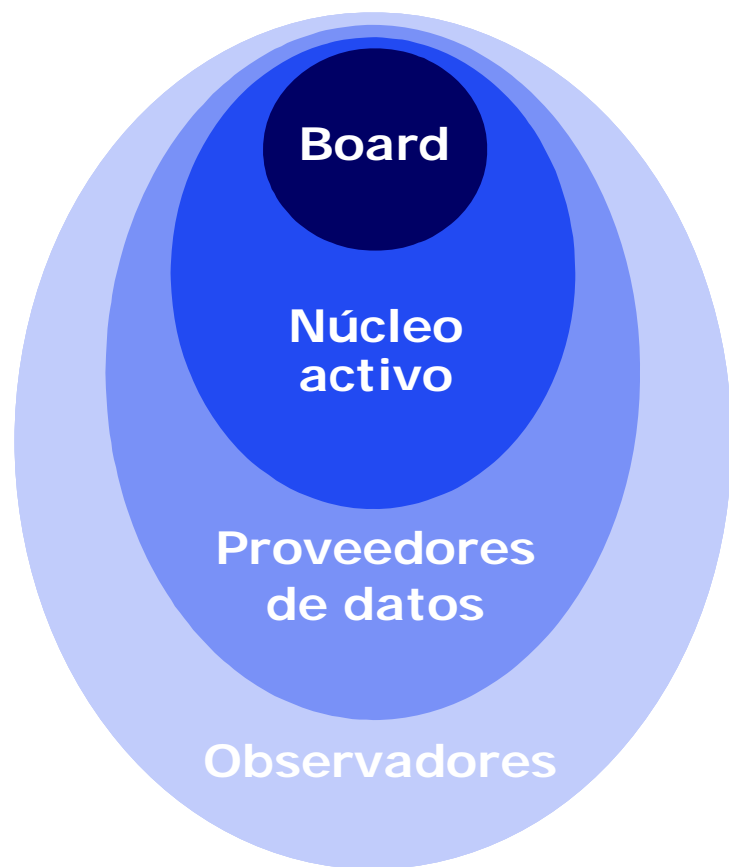 Board
Núcleo
activo
Proveedores
de datos
Observadores